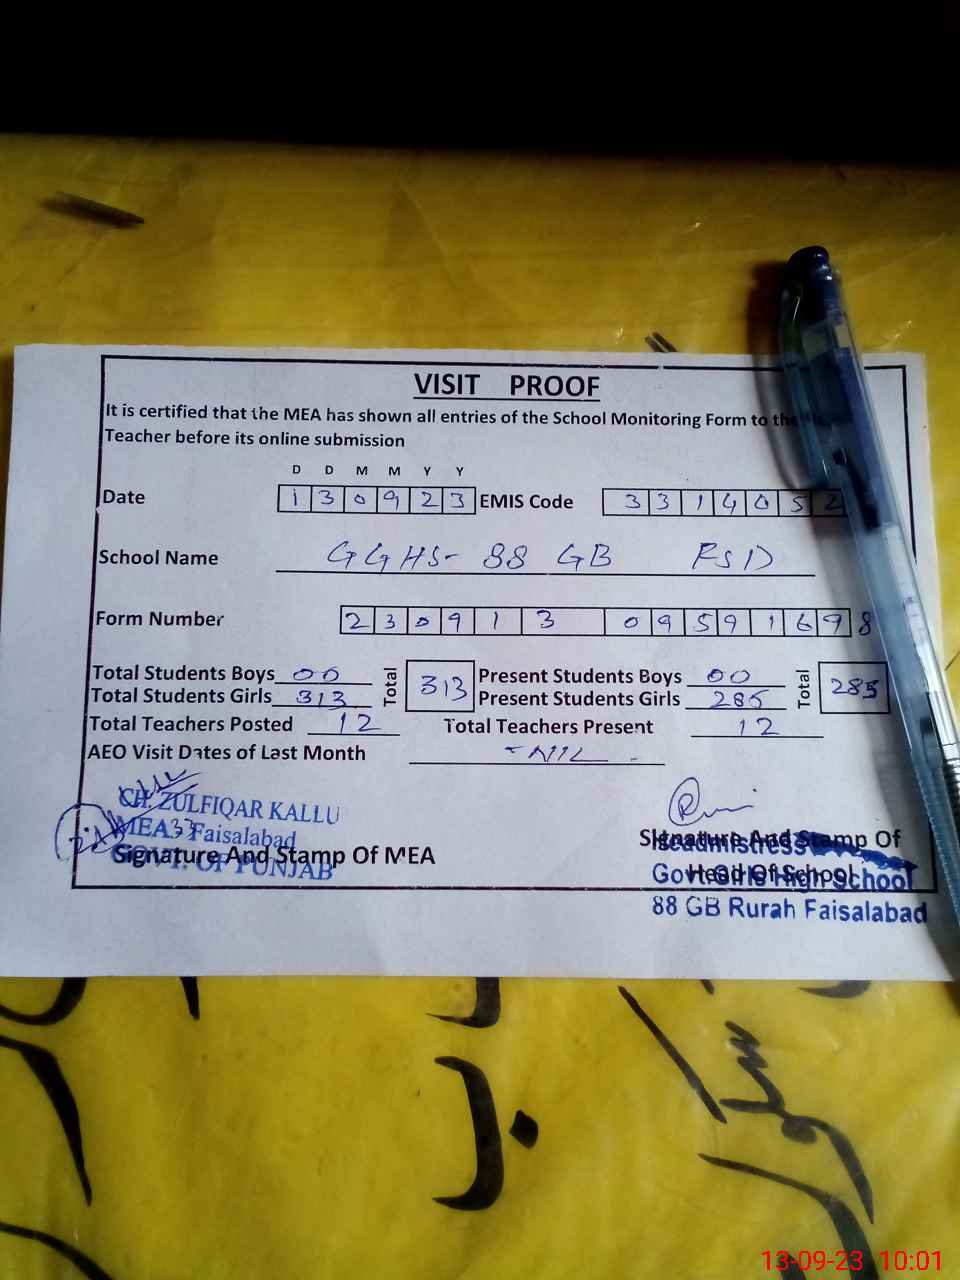 VISIT PROOF
It is certified that the MEA has shown all entries of the School Monitoring Form to the
Teacher before its online submission
D D M M Y Y
Date 1 3 0 9 2 3 EMIS Code 3 3 1 4 0 5 2
School Name GGHS- 88 GB FSD
Form Number 2 3 0 9 1 3 0 9 5 9 1 6 9 8
Total Students Boys 00 Total 313 Present Students Boys 00 Total 285
Total Students Girls 313 Present Students Girls 285
Total Teachers Posted 12 Total Teachers Present 12
AEO Visit Dates of Last Month - NIL -
CH. ZULFIQAR KALLU
MEA 33 Faisalabad
GOVT. OF PUNJAB
Signature And Stamp Of MEA
Signature And Stamp Of
Head Of School
Headmistress
Govt. Girls High School
88 GB Rurah Faisalabad
13-09-23 10:01